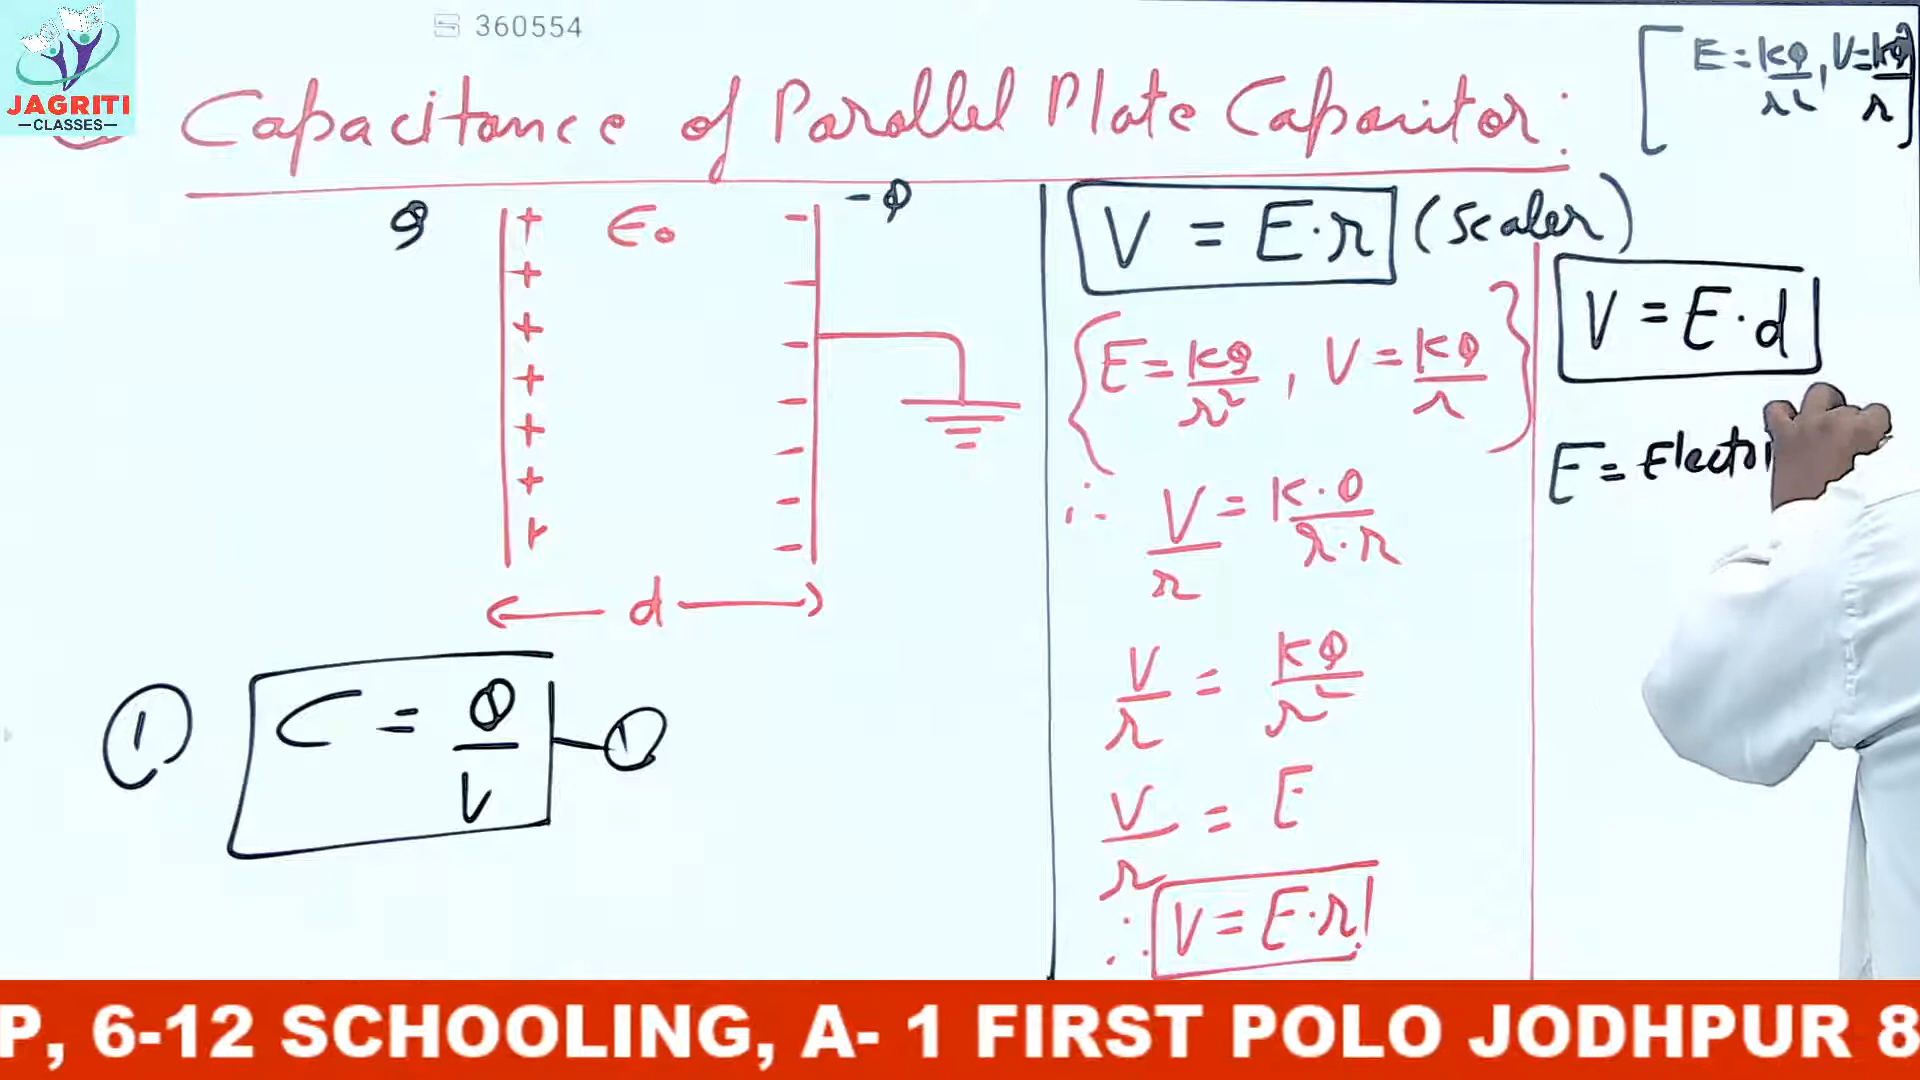 JAGRITI
CLASSES
360554
Capacitance of Parallel Plate Capacitor:
[E = kQ/r², V = kQ/r]
Q + ϵ₀ - -Q
+
+ -
+ -
+ -
+ -
+ -
+ -
d
① C = Q/V — ①
V = E·r (Scaler)
{E = kQ/r², V = kQ/r}
∴ V/r = K·Q/r·r
V/r = kQ/r²
V/r = E
∴ V = E·r
V = E·d
E = Electri
P, 6-12 SCHOOLING, A- 1 FIRST POLO JODHPUR 8